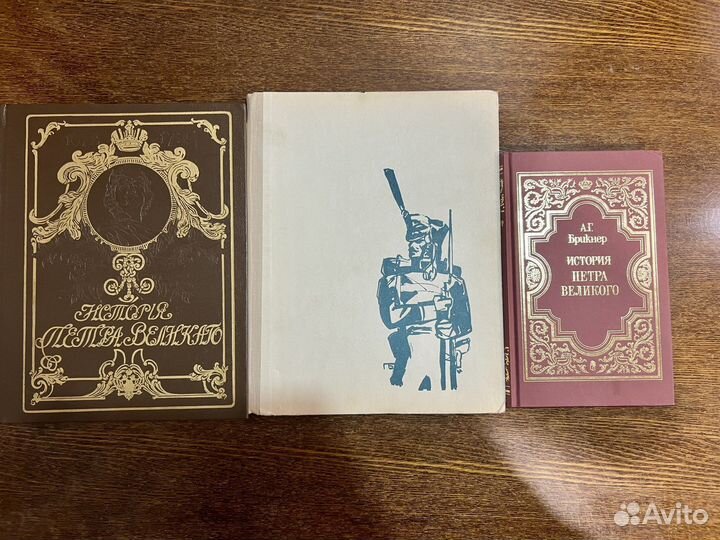 Исторія
Петра Великаго
А.Г.
Брикнер
ИСТОРИЯ
ПЕТРА
ВЕЛИКОГО
Avito